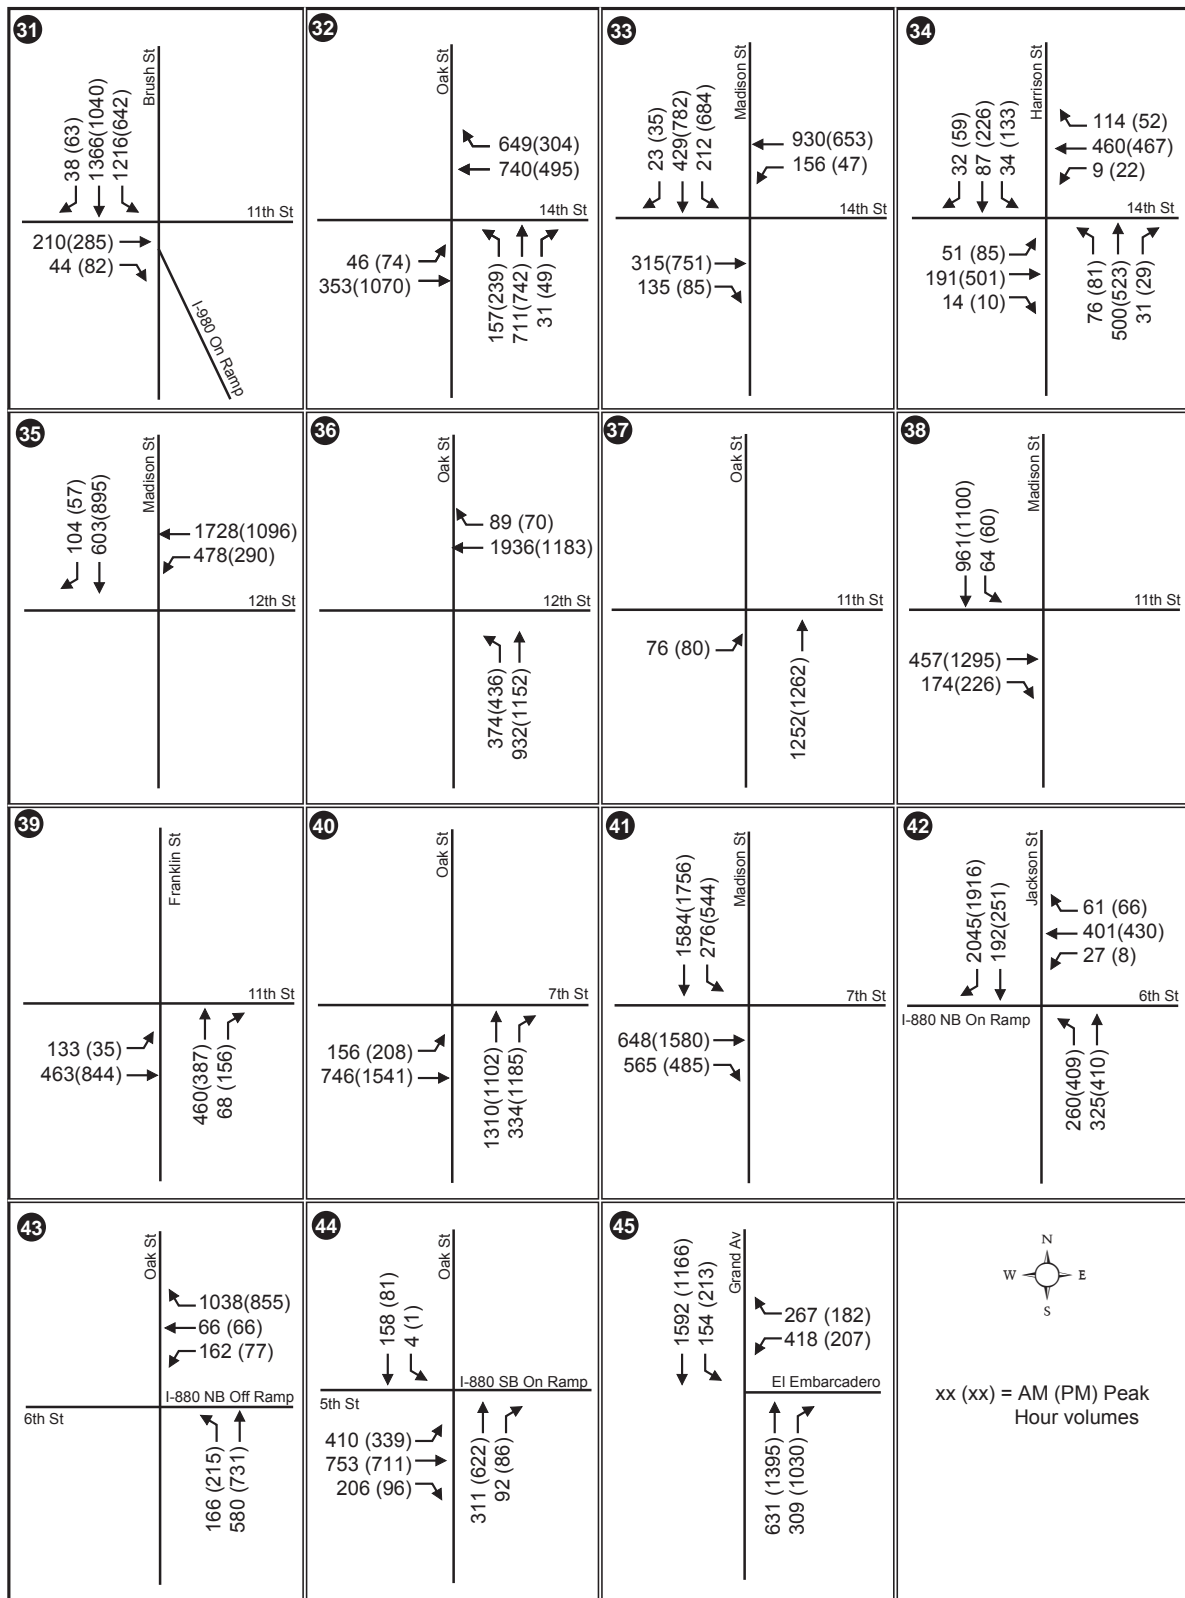 31
Brush St
38 (63)
1366(1040)
1216(642)
11th St
210(285)
44 (82)
I-980 On Ramp
32
Oak St
649(304)
740(495)
14th St
46 (74)
353(1070)
157(239)
711(742)
31 (49)
33
Madison St
23 (35)
429(782)
212 (684)
930(653)
156 (47)
14th St
315(751)
135 (85)
34
Harrison St
32 (59)
87 (226)
34 (133)
114 (52)
460(467)
9 (22)
14th St
51 (85)
191(501)
14 (10)
76 (81)
500(523)
31 (29)
35
Madison St
104 (57)
603(895)
1728(1096)
478(290)
12th St
36
Oak St
89 (70)
1936(1183)
12th St
374(436)
932(1152)
37
Oak St
11th St
76 (80)
1252(1262)
38
Madison St
961(1100)
64 (60)
11th St
457(1295)
174(226)
39
Franklin St
11th St
133 (35)
463(844)
460(387)
68 (156)
40
Oak St
7th St
156 (208)
746(1541)
1310(1102)
334(1185)
41
Madison St
1584(1756)
276(544)
7th St
648(1580)
565 (485)
42
Jackson St
2045(1916)
192(251)
61 (66)
401(430)
27 (8)
6th St
I-880 NB On Ramp
260(409)
325(410)
43
Oak St
1038(855)
66 (66)
162 (77)
I-880 NB Off Ramp
6th St
166 (215)
580 (731)
44
Oak St
158 (81)
4 (1)
I-880 SB On Ramp
5th St
410 (339)
753 (711)
206 (96)
311 (622)
92 (86)
45
Grand Av
1592 (1166)
154 (213)
267 (182)
418 (207)
El Embarcadero
631 (1395)
309 (1030)
N
W E
S
xx (xx) = AM (PM) Peak
Hour volumes